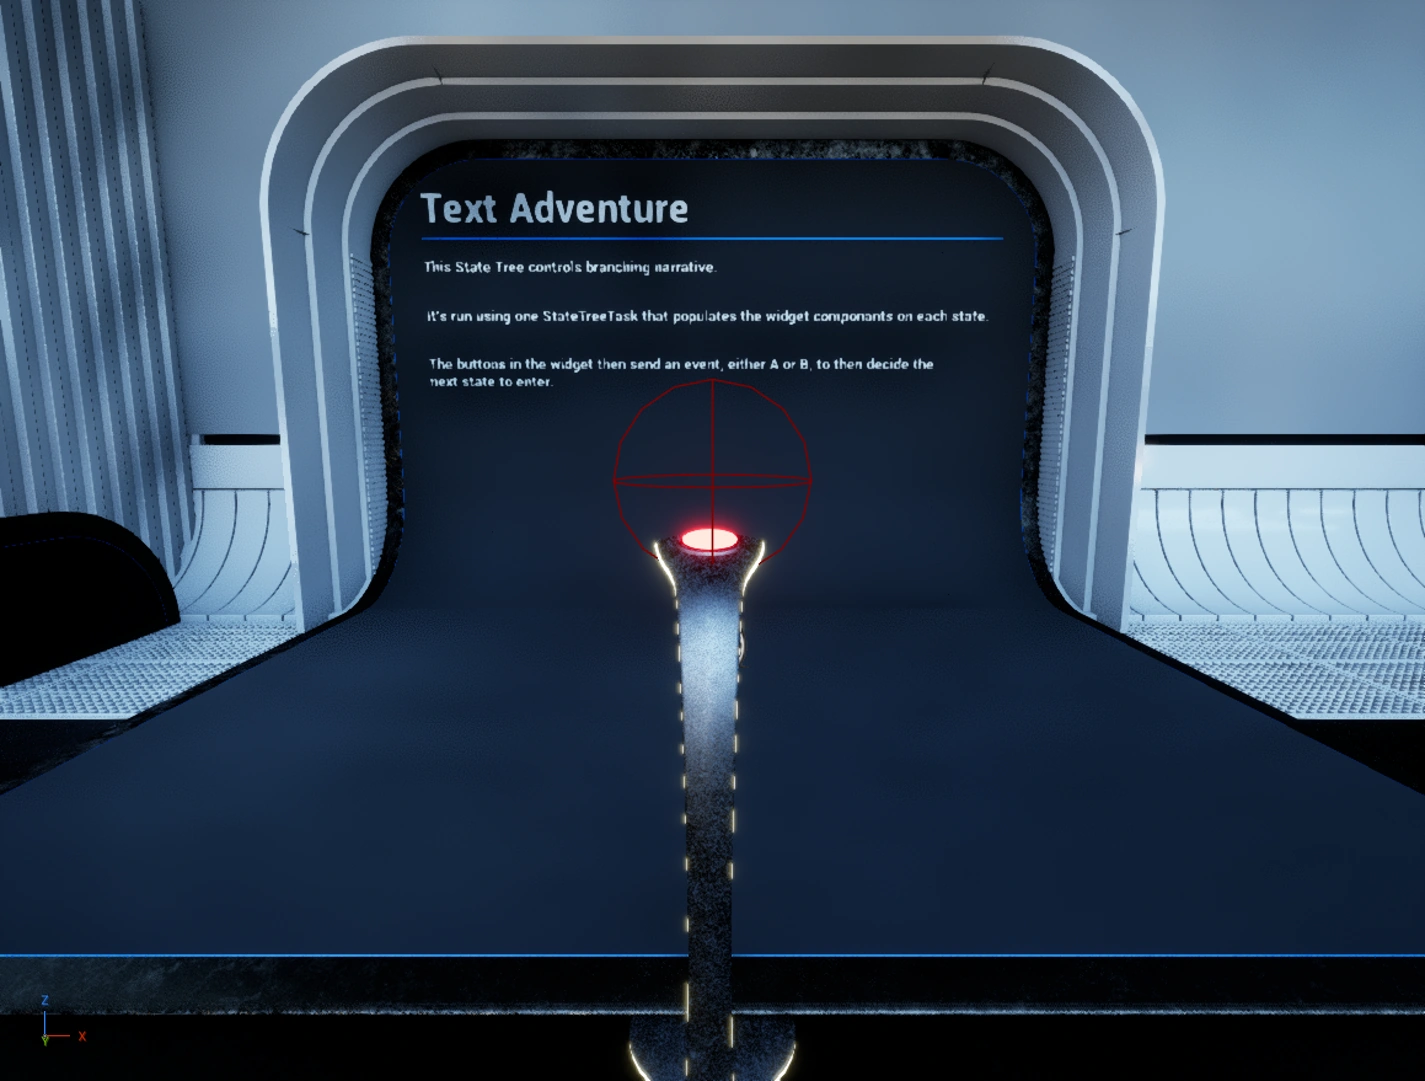 Text Adventure
This State Tree controls branching narrative.
It's run using one StateTreeTask that populates the widget componants on each state.
The buttons in the widget then send an event, either A or B, to then decide the
next state to enter.
Z
X
Y